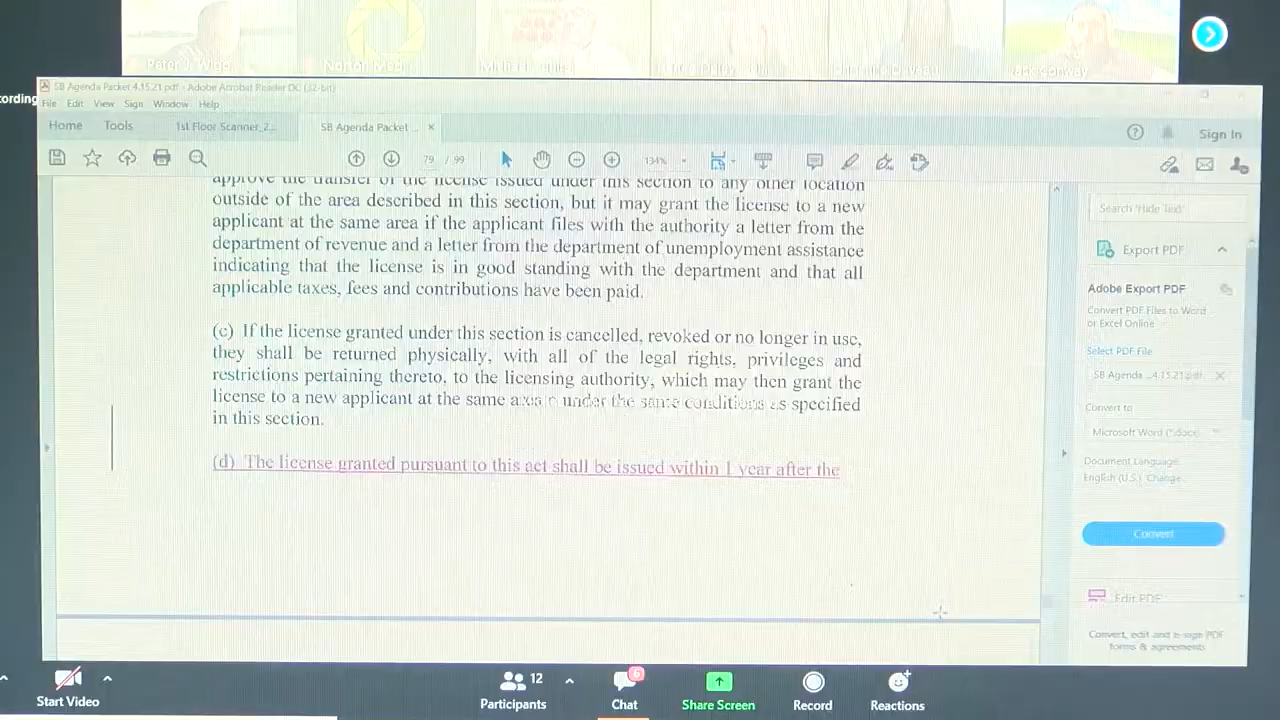 SB Agenda Packet 4.15.21.pdf - Adobe Acrobat Reader DC (32-bit)
File Edit View Sign Window Help
Home Tools 1st Floor Scanner_2... SB Agenda Packet ... ×
Sign In
79 / 99 134%
approve the transfer of the license issued under this section to any other location
outside of the area described in this section, but it may grant the license to a new
applicant at the same area if the applicant files with the authority a letter from the
department of revenue and a letter from the department of unemployment assistance
indicating that the license is in good standing with the department and that all
applicable taxes, fees and contributions have been paid.
(c) If the license granted under this section is cancelled, revoked or no longer in use,
they shall be returned physically, with all of the legal rights, privileges and
restrictions pertaining thereto, to the licensing authority, which may then grant the
license to a new applicant at the same under the same conditions as specified
in this section.
(d) The license granted pursuant to this act shall be issued within 1 year after the
Search 'Hide Text'
Export PDF
Adobe Export PDF
Convert PDF Files to Word
or Excel Online
Select PDF File
SB Agenda ...4.15.21.pdf ×
Convert to
Microsoft Word (*.docx)
Document Language:
English (U.S.) Change
Convert
Edit PDF
Convert, edit and e-sign PDF
forms & agreements
Start Video
12
Participants
6
Chat
Share Screen
Record
Reactions